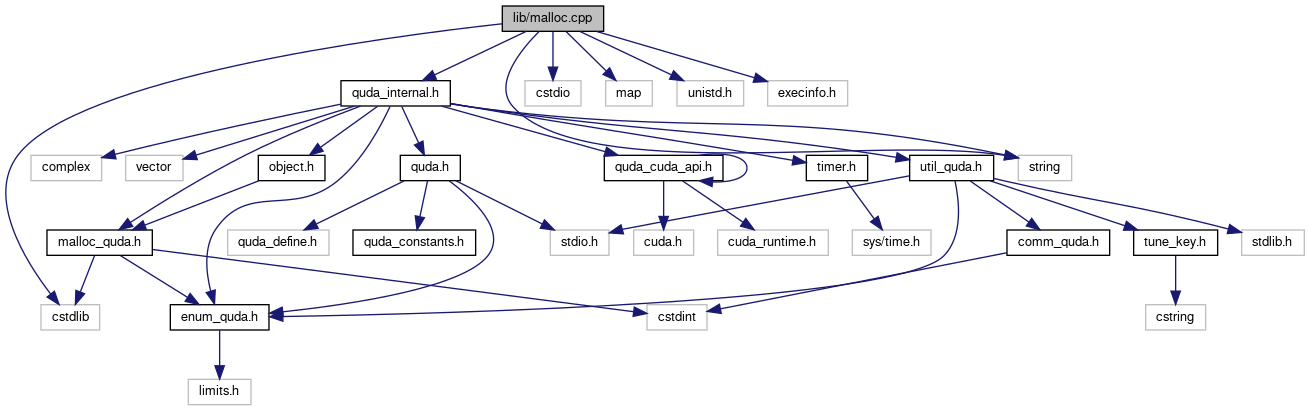 lib/malloc.cpp
quda_internal.h
cstdio
map
unistd.h
execinfo.h
complex
vector
object.h
quda.h
quda_cuda_api.h
timer.h
util_quda.h
string
malloc_quda.h
quda_define.h
quda_constants.h
stdio.h
cuda.h
cuda_runtime.h
sys/time.h
comm_quda.h
tune_key.h
stdlib.h
cstdlib
enum_quda.h
cstdint
cstring
limits.h